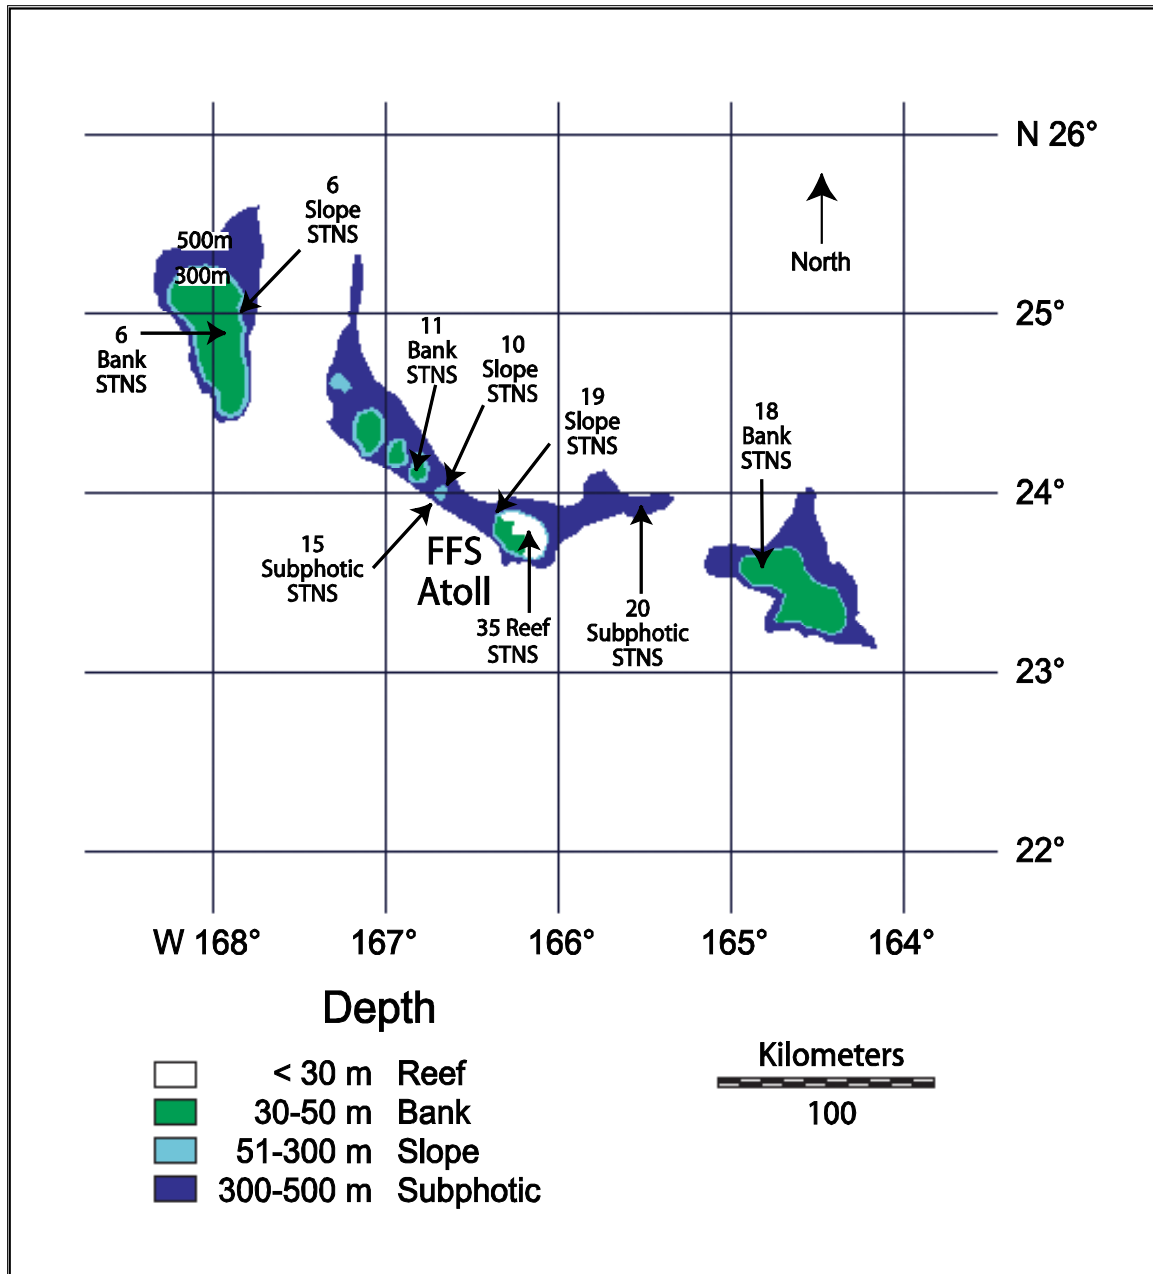 N 26°
6
Slope
STNS
500m
300m
North
25°
6
Bank
STNS
11
Bank
STNS
10
Slope
STNS
19
Slope
STNS
18
Bank
STNS
24°
15
Subphotic
STNS
FFS
Atoll
35 Reef
STNS
20
Subphotic
STNS
23°
22°
W 168°
167°
166°
165°
164°
Depth
< 30 m Reef
30-50 m Bank
51-300 m Slope
300-500 m Subphotic
Kilometers
100